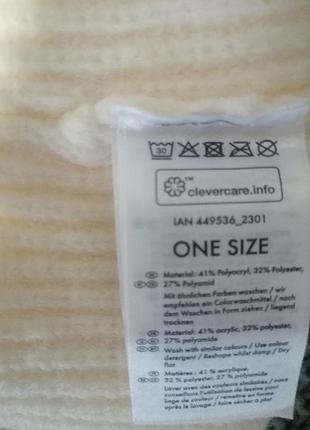 30
clevercare.info
IAN 449536_2301
ONE SIZE
Material: 41% Polyacryl, 32% Polyester,
27% Polyamid
Mit ähnlichen Farben waschen / wir
empfehlen ein Colorwaschmittel / nach
dem Waschen in Form ziehen / liegend
trocknen
Material: 41% acrylic, 32% polyester,
27% polyamide
Wash with similar colours / Use colour
detergent / Reshape whilst damp / Dry
flat
Matières : 41 % acrylique,
32 % polyester, 27 % polyamide
Laver avec des couleurs similaires / nous
conseillons l'utilisation de lessive pour
linge de couleur / remettre en forme
après le lavage / faire sécher à plat